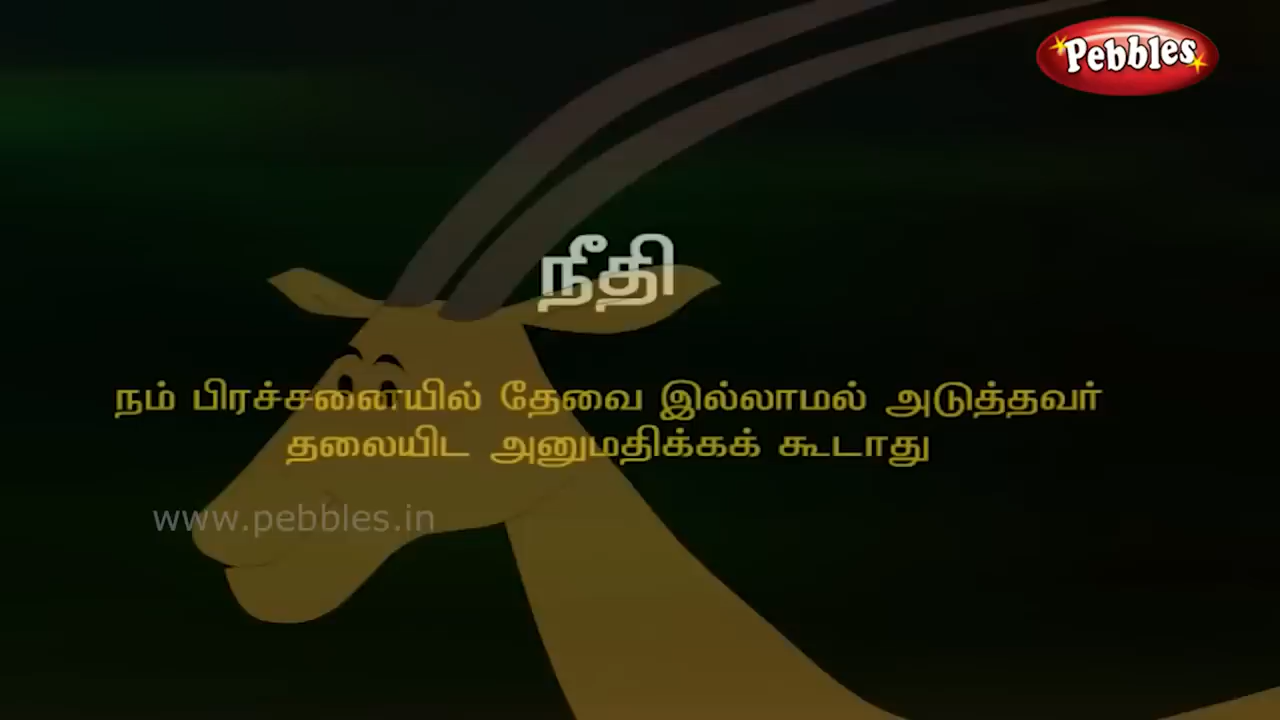 Pebbles
நீதி
நம் பிரச்சனையில் தேவை இல்லாமல் அடுத்தவர்
தலையிட அனுமதிக்கக் கூடாது
www.pebbles.in